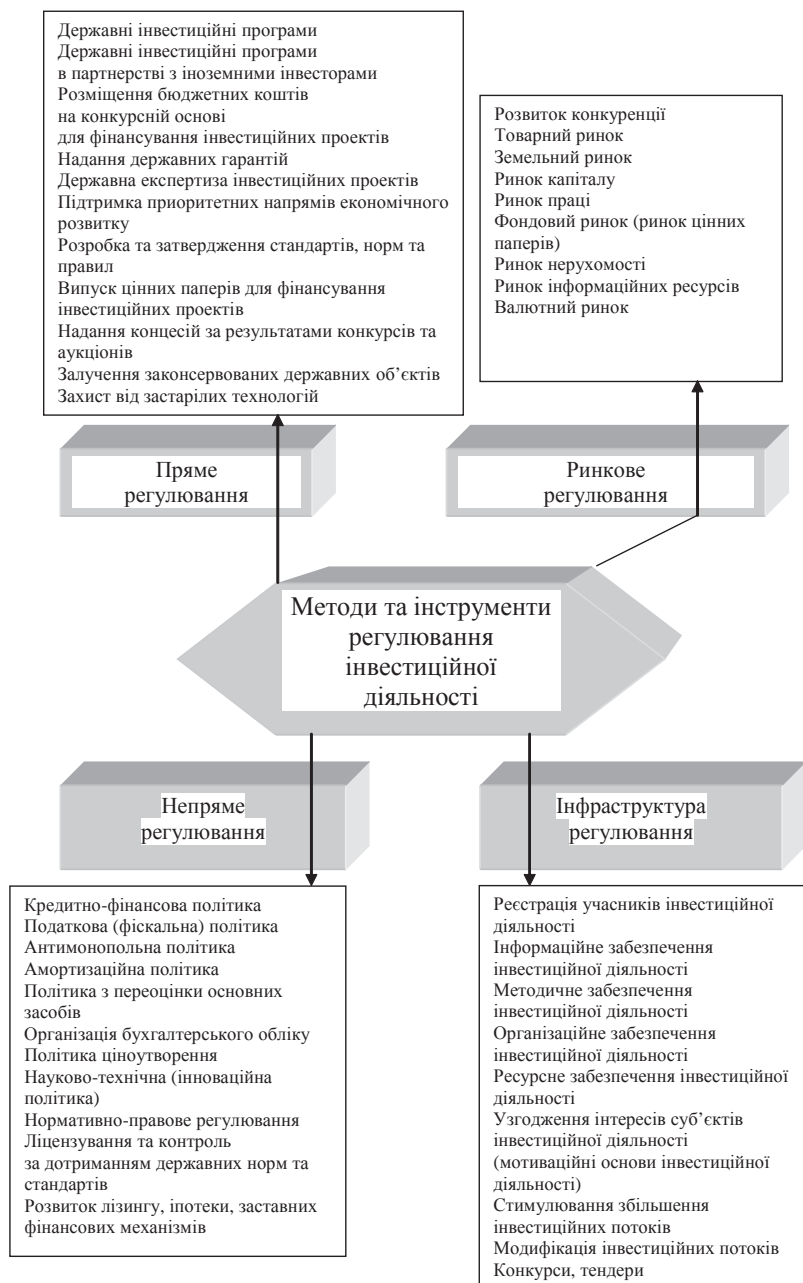 Державні інвестиційні програми
Державні інвестиційні програми
в партнерстві з іноземними інвесторами
Розміщення бюджетних коштів
на конкурсній основі
для фінансування інвестиційних проектів
Надання державних гарантій
Державна експертиза інвестиційних проектів
Підтримка приоритетних напрямів економічного
розвитку
Розробка та затвердження стандартів, норм та
правил
Випуск цінних паперів для фінансування
інвестиційних проектів
Надання концесій за результатами конкурсів та
аукціонів
Залучення законсервованих державних об’єктів
Захист від застарілих технологій
Розвиток конкуренції
Товарний ринок
Земельний ринок
Ринок капіталу
Ринок праці
Фондовий ринок (ринок цінних
паперів)
Ринок нерухомості
Ринок інформаційних ресурсів
Валютний ринок
Пряме
регулювання
Ринкове
регулювання
Методи та інструменти
регулювання
інвестиційної
діяльності
Непряме
регулювання
Інфраструктура
регулювання
Кредитно-фінансова політика
Податкова (фіскальна) політика
Антимонопольна політика
Амортизаційна політика
Політика з переоцінки основних
засобів
Організація бухгалтерського обліку
Політика ціноутворення
Науково-технічна (інноваційна
політика)
Нормативно-правове регулювання
Ліцензування та контроль
за дотриманням державних норм та
стандартів
Розвиток лізингу, іпотеки, заставних
фінансових механізмів
Реєстрація учасників інвестиційної
діяльності
Інформаційне забезпечення
інвестиційної діяльності
Методичне забезпечення
інвестиційної діяльності
Організаційне забезпечення
інвестиційної діяльності
Ресурсне забезпечення інвестиційної
діяльності
Узгодження інтересів суб’єктів
інвестиційної діяльності
(мотиваційні основи інвестиційної
діяльності)
Стимулювання збільшення
інвестиційних потоків
Модифікація інвестиційних потоків
Конкурси, тендери